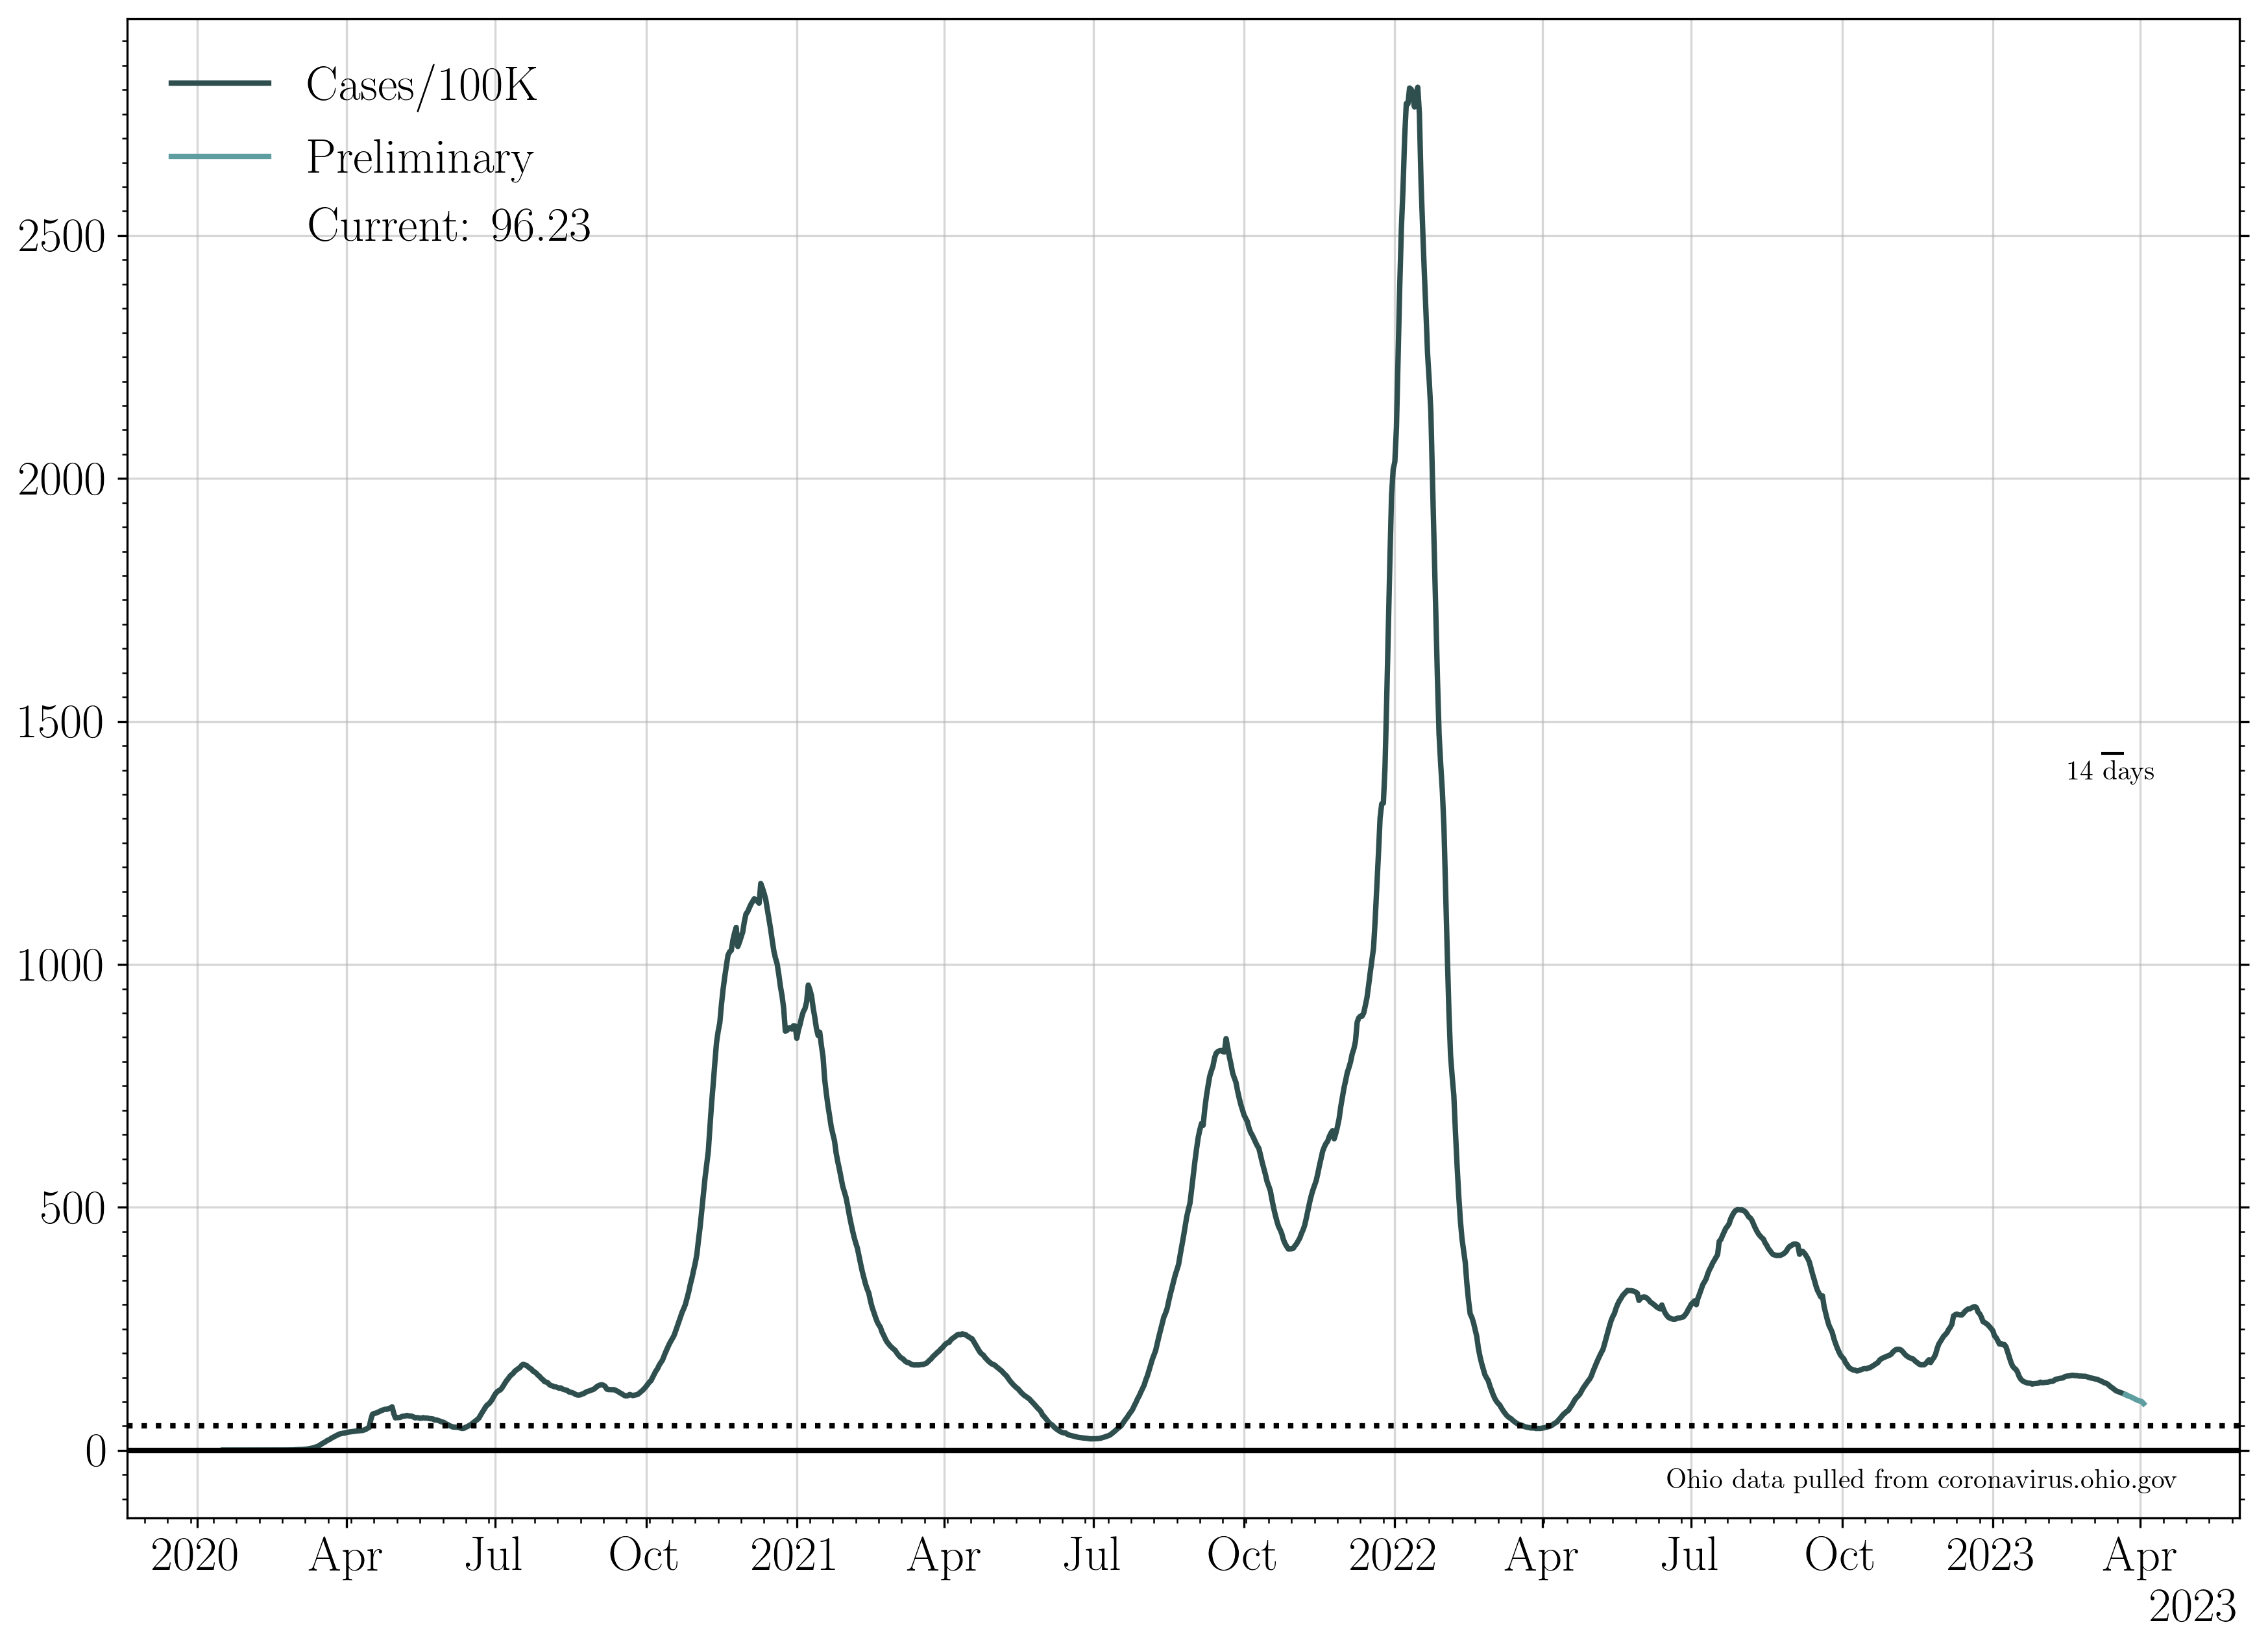 Cases/100K
Preliminary
Current: 96.23
2500
2000
1500
1000
500
0
14 days
Ohio data pulled from coronavirus.ohio.gov
2020 Apr Jul Oct 2021 Apr Jul Oct 2022 Apr Jul Oct 2023 Apr
2023